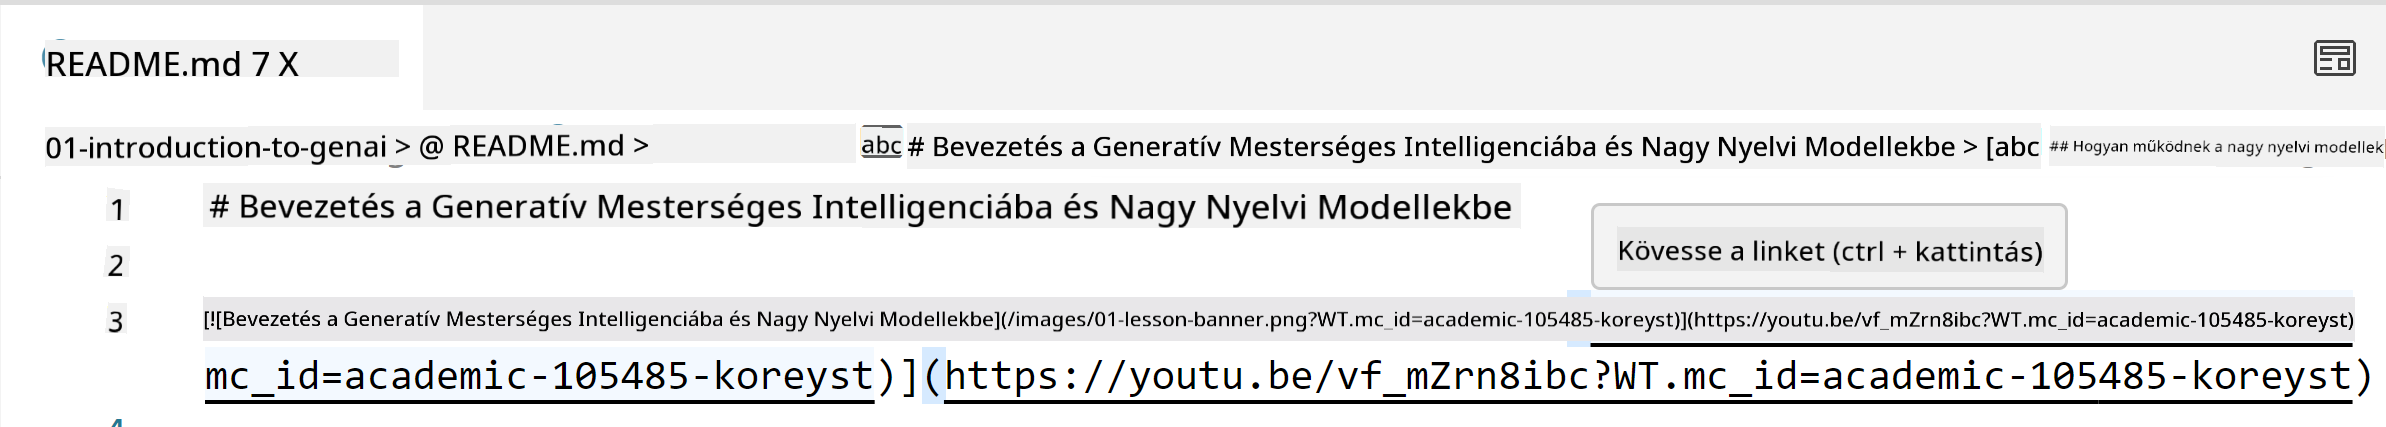 README.md 7 X
01-introduction-to-genai > @ README.md > abc # Bevezetés a Generatív Mesterséges Intelligenciába és Nagy Nyelvi Modellekbe > [abc ## Hogyan működnek a nagy nyelvi modellek
1 # Bevezetés a Generatív Mesterséges Intelligenciába és Nagy Nyelvi Modellekbe
2
Kövesse a linket (ctrl + kattintás)
3 [![Bevezetés a Generatív Mesterséges Intelligenciába és Nagy Nyelvi Modellekbe](/images/01-lesson-banner.png?WT.mc_id=academic-105485-koreyst)](https://youtu.be/vf_mZrn8ibc?WT.mc_id=academic-105485-koreyst)
mc_id=academic-105485-koreyst)](https://youtu.be/vf_mZrn8ibc?WT.mc_id=academic-105485-koreyst)